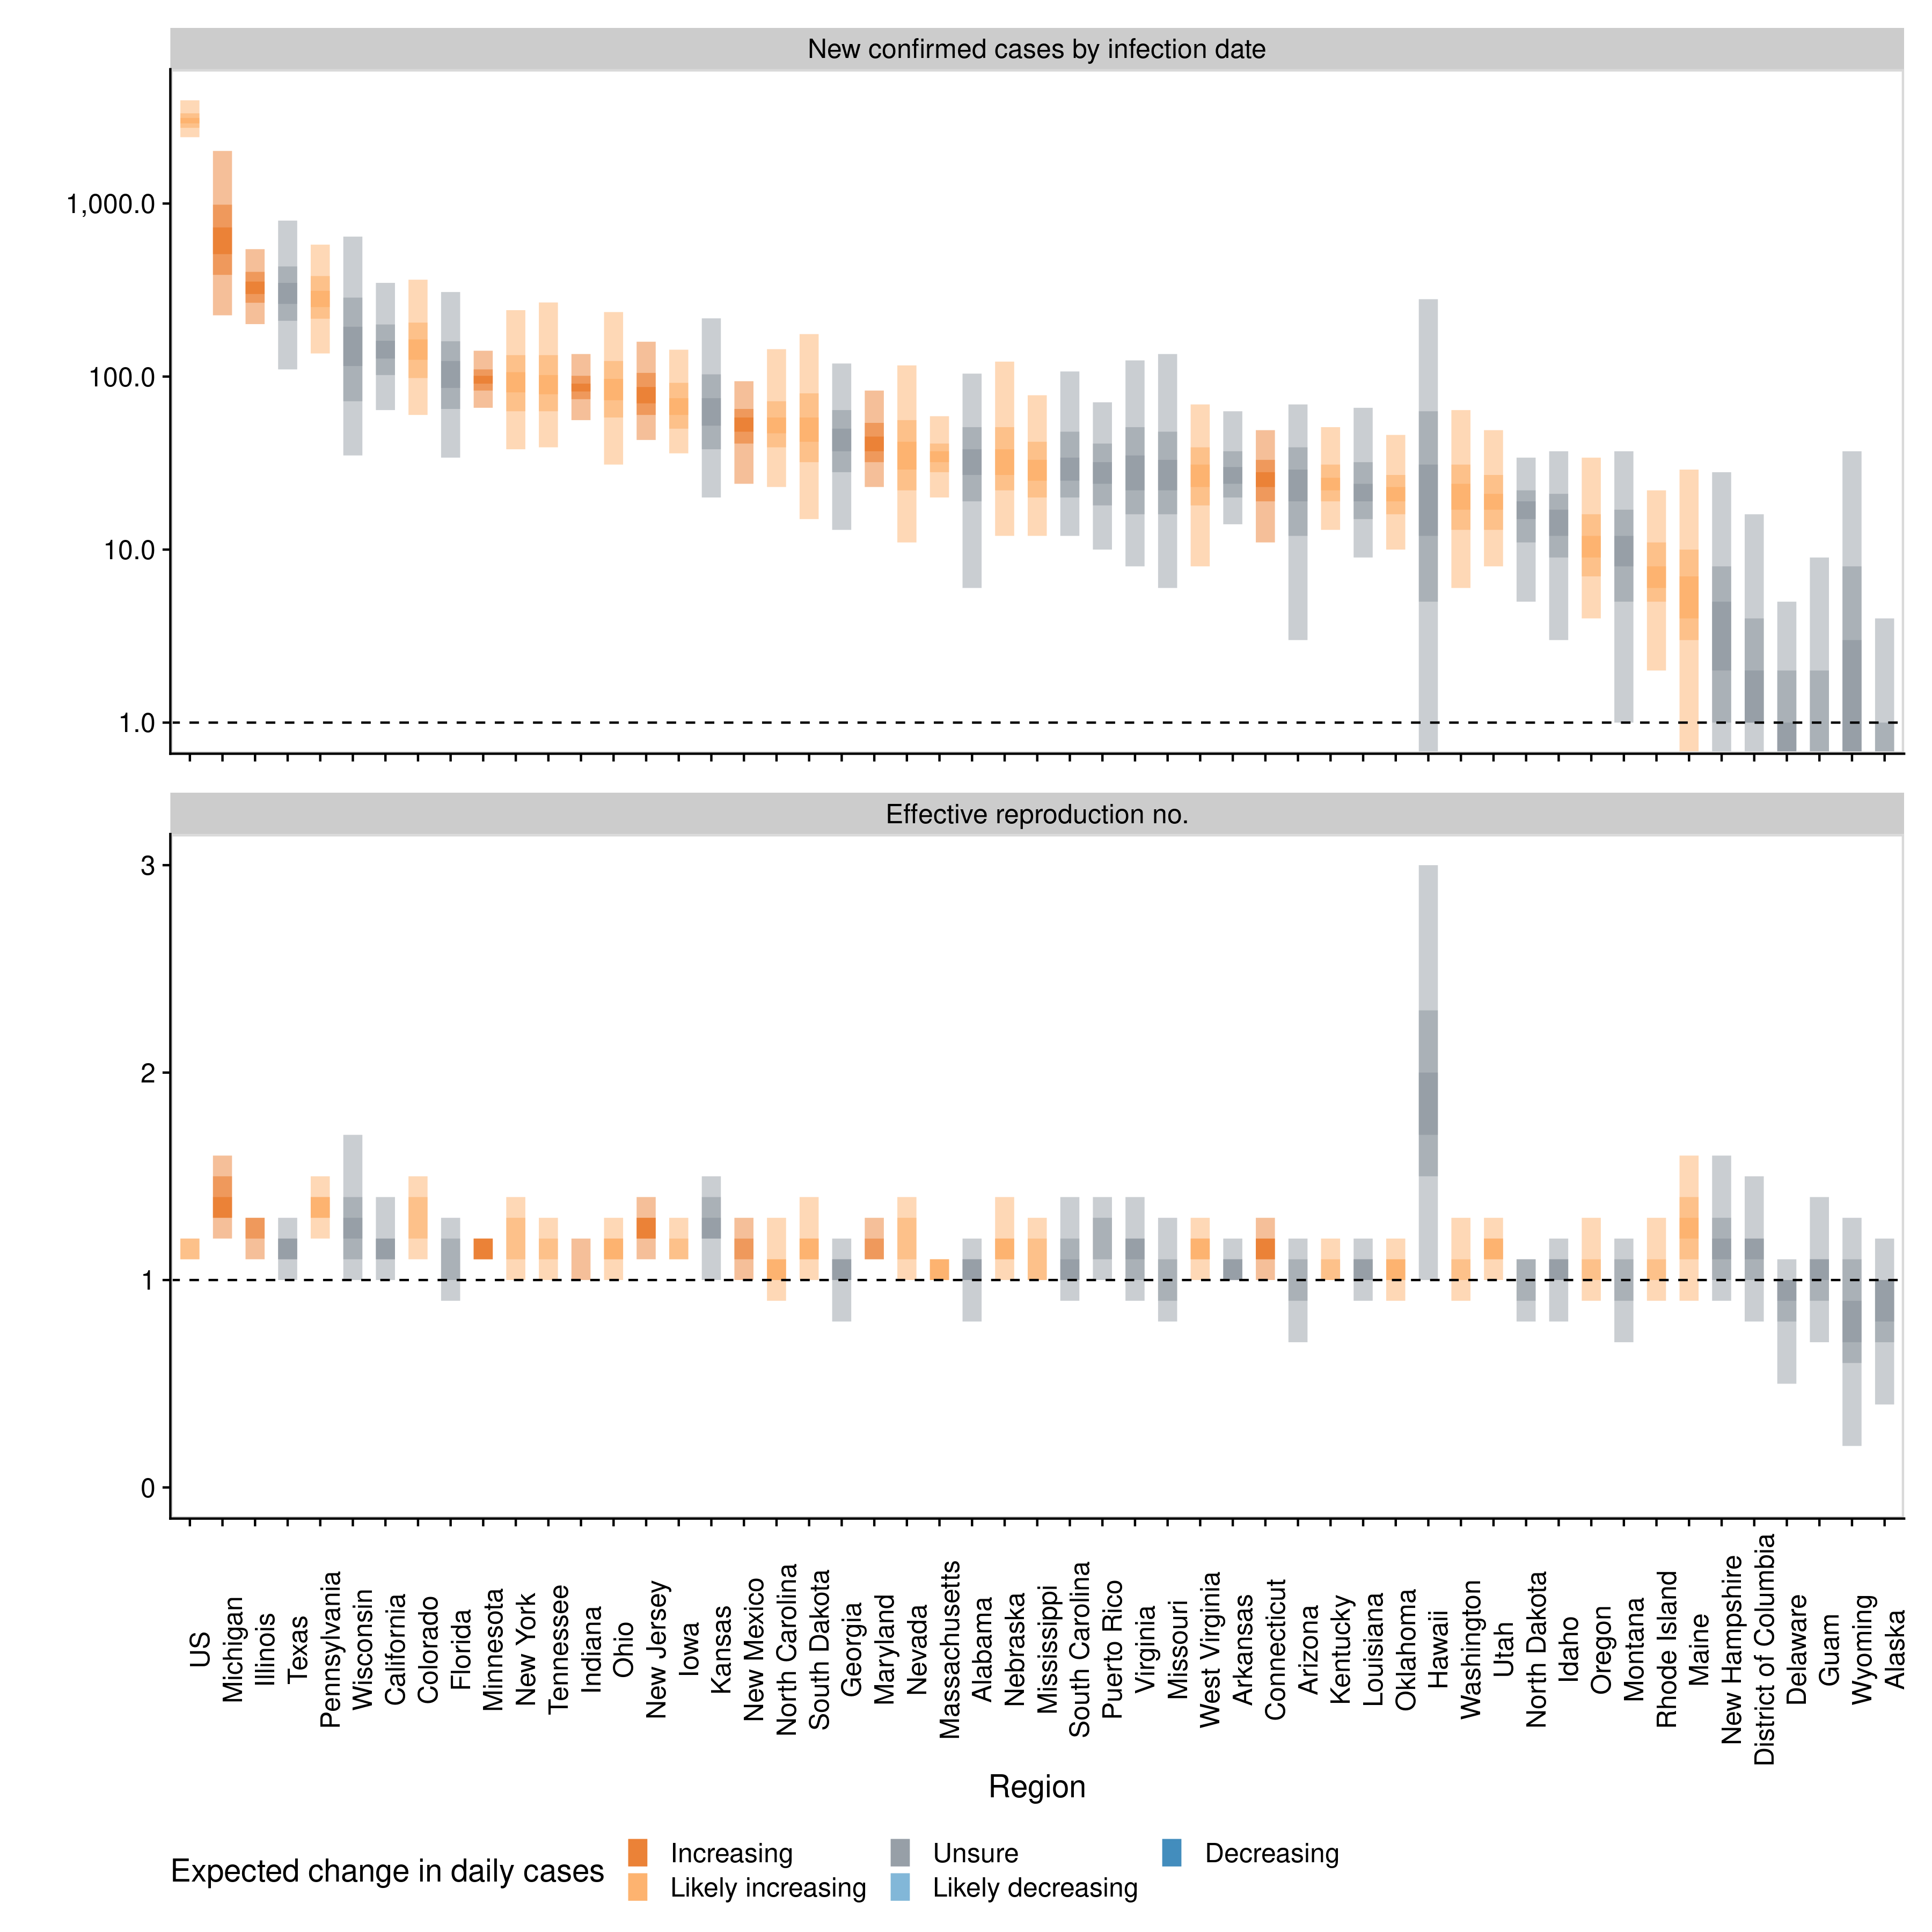 New confirmed cases by infection date
1,000.0
100.0
10.0
1.0
Effective reproduction no.
3
2
1
0
US
Michigan
Illinois
Texas
Pennsylvania
Wisconsin
California
Colorado
Florida
Minnesota
New York
Tennessee
Indiana
Ohio
New Jersey
Iowa
Kansas
New Mexico
North Carolina
South Dakota
Georgia
Maryland
Nevada
Massachusetts
Alabama
Nebraska
Mississippi
South Carolina
Puerto Rico
Virginia
Missouri
West Virginia
Arkansas
Connecticut
Arizona
Kentucky
Louisiana
Oklahoma
Hawaii
Washington
Utah
North Dakota
Idaho
Oregon
Montana
Rhode Island
Maine
New Hampshire
District of Columbia
Delaware
Guam
Wyoming
Alaska
Region
Expected change in daily cases
Increasing
Likely increasing
Unsure
Likely decreasing
Decreasing